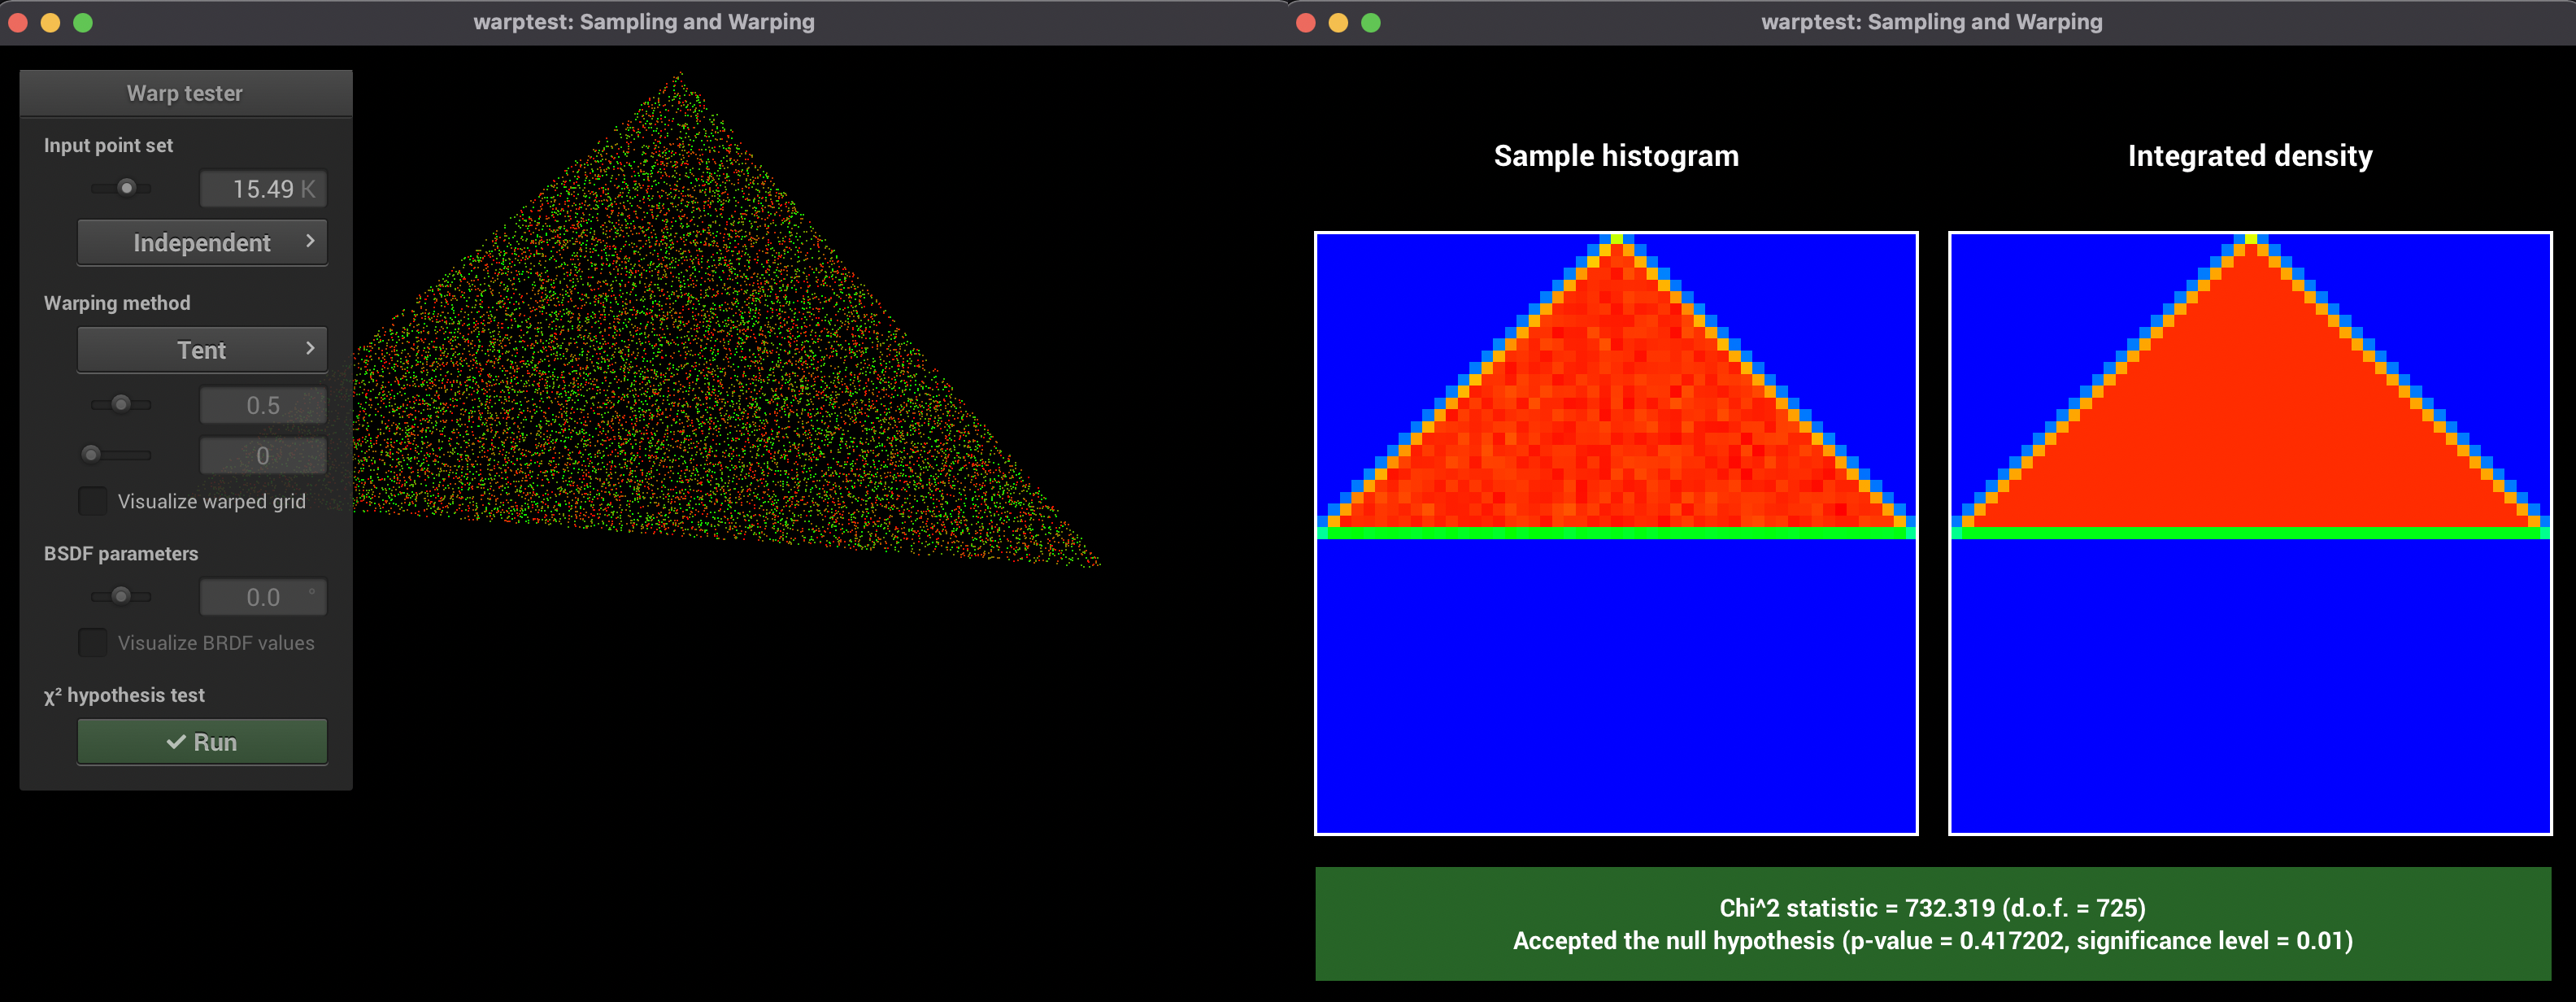 warptest: Sampling and Warping
Warp tester
Input point set
15.49 K
Independent
Warping method
Tent
0.5
0
Visualize warped grid
BSDF parameters
0.0 °
Visualize BRDF values
χ² hypothesis test
Run
warptest: Sampling and Warping
Sample histogram
Integrated density
Chi^2 statistic = 732.319 (d.o.f. = 725)
Accepted the null hypothesis (p-value = 0.417202, significance level = 0.01)